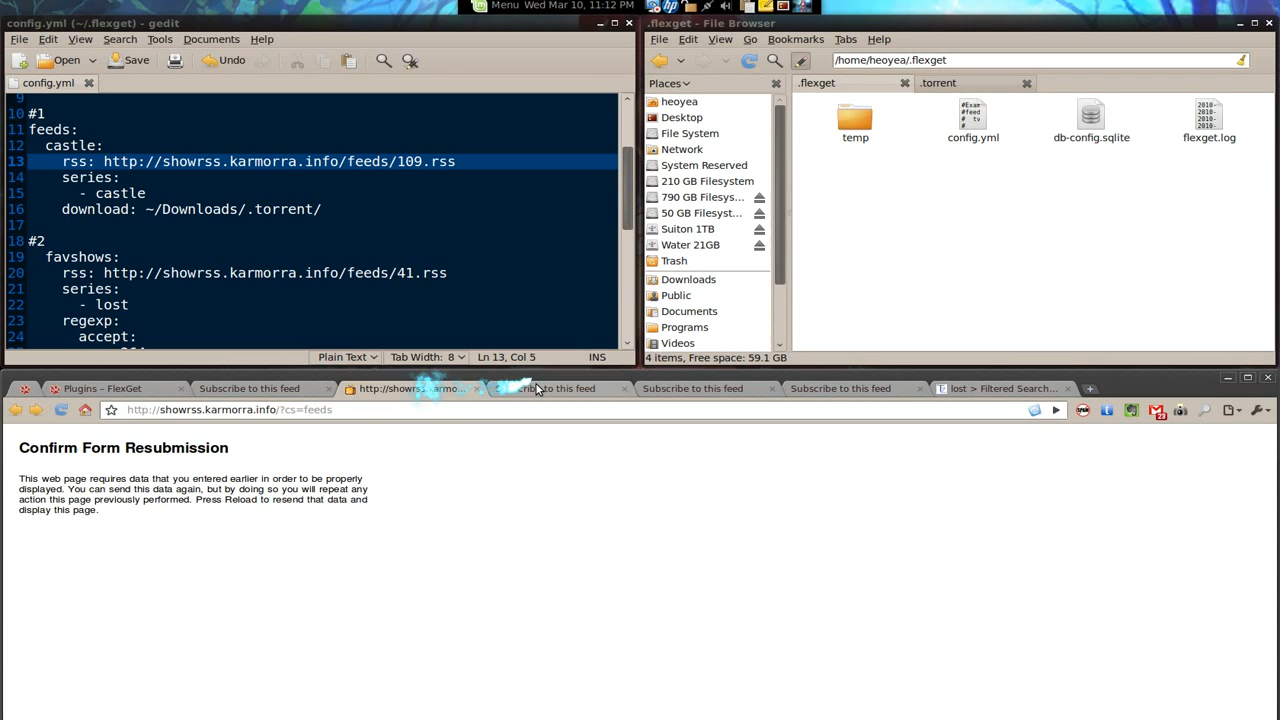 Menu Wed Mar 10, 11:12 PM
config.yml (~/.flexget) - gedit
File Edit View Search Tools Documents Help
Open Save Undo
config.yml
9
10 #1
11 feeds:
12 castle:
13 rss: http://showrss.karmorra.info/feeds/109.rss
14 series:
15 - castle
16 download: ~/Downloads/.torrent/
17
18 #2
19 favshows:
20 rss: http://showrss.karmorra.info/feeds/41.rss
21 series:
22 - lost
23 regexp:
24 accept:
Plain Text Tab Width: 8 Ln 13, Col 5 INS
.flexget - File Browser
File Edit View Go Bookmarks Tabs Help
/home/heoyea/.flexget
Places
.flexget .torrent
heoyea
Desktop
File System
Network
System Reserved
210 GB Filesystem
790 GB Filesys...
50 GB Filesyst...
Suiton 1TB
Water 21GB
Trash
Downloads
Public
Documents
Programs
Videos
temp config.yml db-config.sqlite flexget.log
4 items, Free space: 59.1 GB
Plugins – FlexGet Subscribe to this feed http://showrss.karmo... to this feed Subscribe to this feed Subscribe to this feed lost > Filtered Search...
http://showrss.karmorra.info/?cs=feeds
Confirm Form Resubmission
This web page requires data that you entered earlier in order to be properly
displayed. You can send this data again, but by doing so you will repeat any
action this page previously performed. Press Reload to resend that data and
display this page.